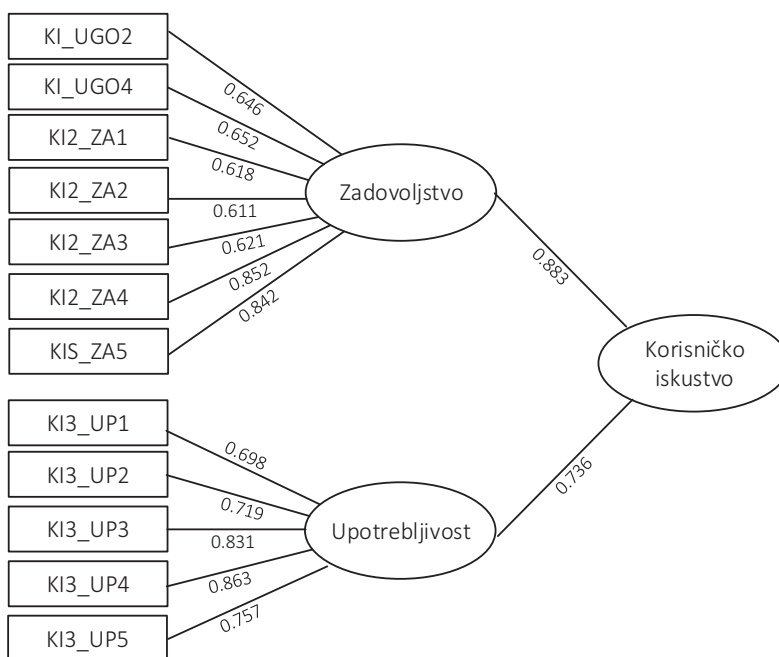 KI_UGO2
KI_UGO4
KI2_ZA1
KI2_ZA2
KI2_ZA3
KI2_ZA4
KIS_ZA5
0.646
0.652
0.618
0.611
0.621
0.852
0.842
Zadovoljstvo
0.883
KI3_UP1
KI3_UP2
KI3_UP3
KI3_UP4
KI3_UP5
0.698
0.719
0.831
0.863
0.757
Upotrebljivost
0.736
Korisničko
iskustvo